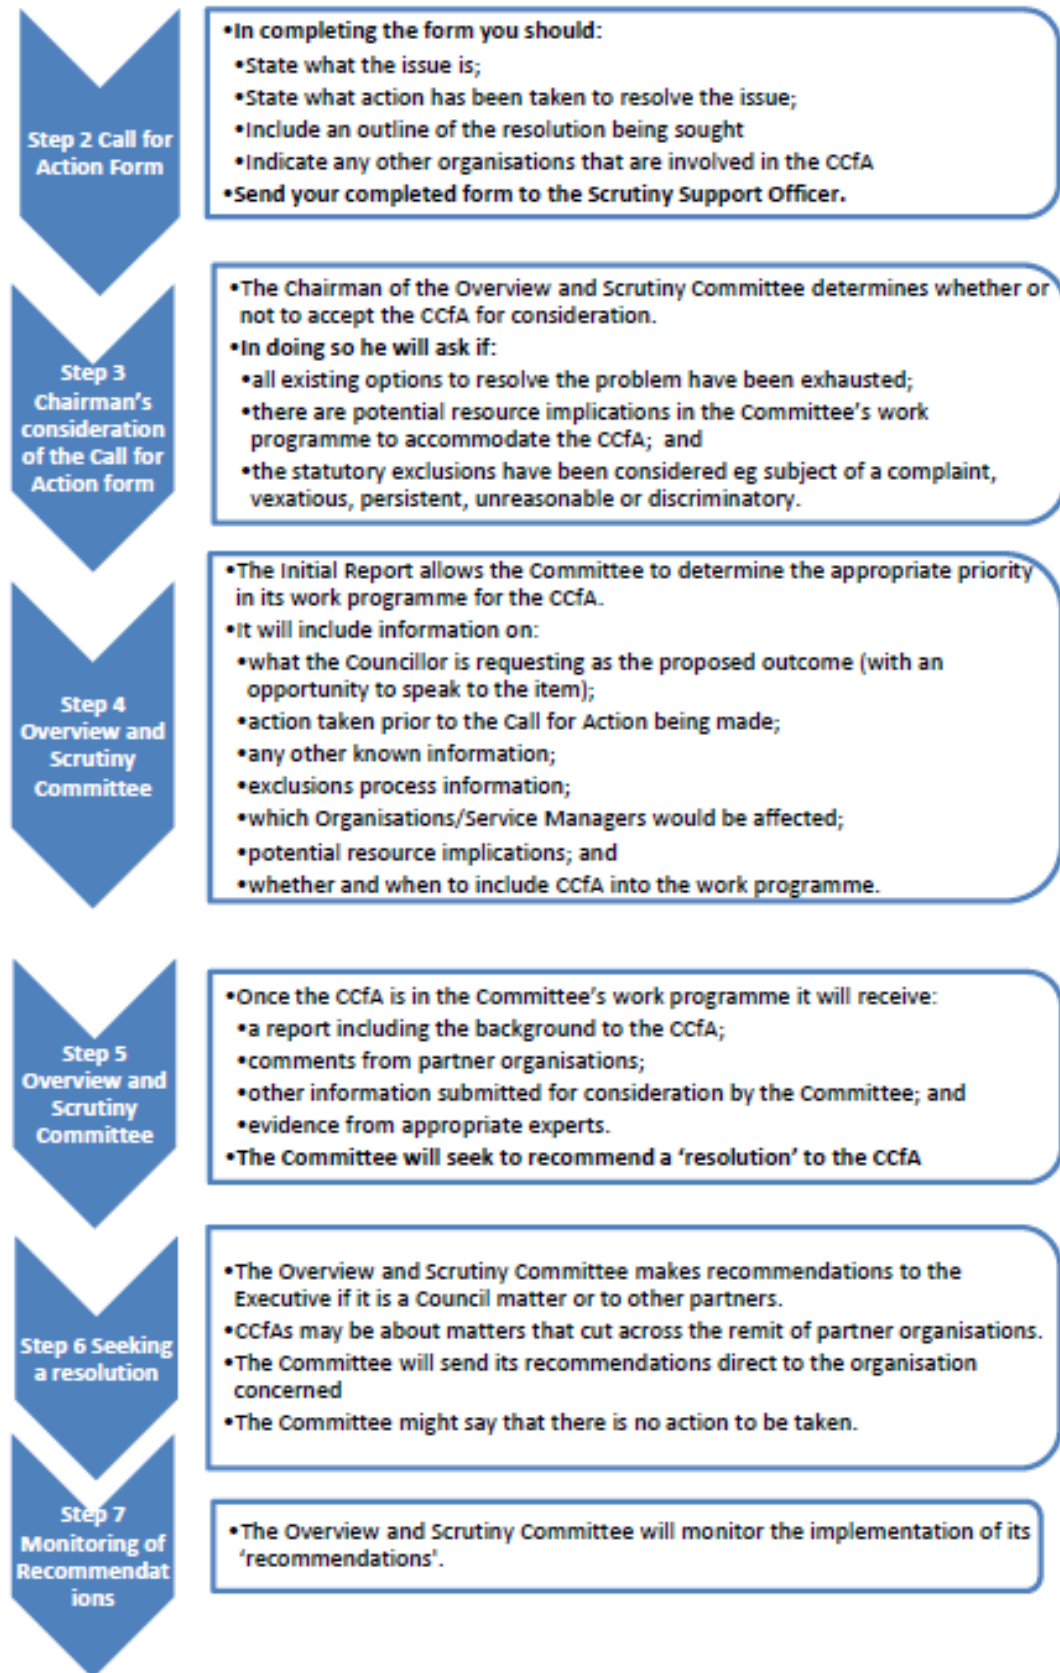 Step 2 Call for
Action Form
•In completing the form you should:
•State what the issue is;
•State what action has been taken to resolve the issue;
•Include an outline of the resolution being sought
•Indicate any other organisations that are involved in the CCfA
•Send your completed form to the Scrutiny Support Officer.
Step 3
Chairman's
consideration
of the Call for
Action form
•The Chairman of the Overview and Scrutiny Committee determines whether or
not to accept the CCfA for consideration.
•In doing so he will ask if:
•all existing options to resolve the problem have been exhausted;
•there are potential resource implications in the Committee's work
programme to accommodate the CCfA; and
•the statutory exclusions have been considered eg subject of a complaint,
vexatious, persistent, unreasonable or discriminatory.
Step 4
Overview and
Scrutiny
Committee
•The Initial Report allows the Committee to determine the appropriate priority
in its work programme for the CCfA.
•It will include information on:
•what the Councillor is requesting as the proposed outcome (with an
opportunity to speak to the item);
•action taken prior to the Call for Action being made;
•any other known information;
•exclusions process information;
•which Organisations/Service Managers would be affected;
•potential resource implications; and
•whether and when to include CCfA into the work programme.
Step 5
Overview and
Scrutiny
Committee
•Once the CCfA is in the Committee's work programme it will receive:
•a report including the background to the CCfA;
•comments from partner organisations;
•other information submitted for consideration by the Committee; and
•evidence from appropriate experts.
•The Committee will seek to recommend a 'resolution' to the CCfA
Step 6 Seeking
a resolution
•The Overview and Scrutiny Committee makes recommendations to the
Executive if it is a Council matter or to other partners.
•CCfAs may be about matters that cut across the remit of partner organisations.
•The Committee will send its recommendations direct to the organisation
concerned
•The Committee might say that there is no action to be taken.
Step 7
Monitoring of
Recommendat
ions
•The Overview and Scrutiny Committee will monitor the implementation of its
'recommendations'.